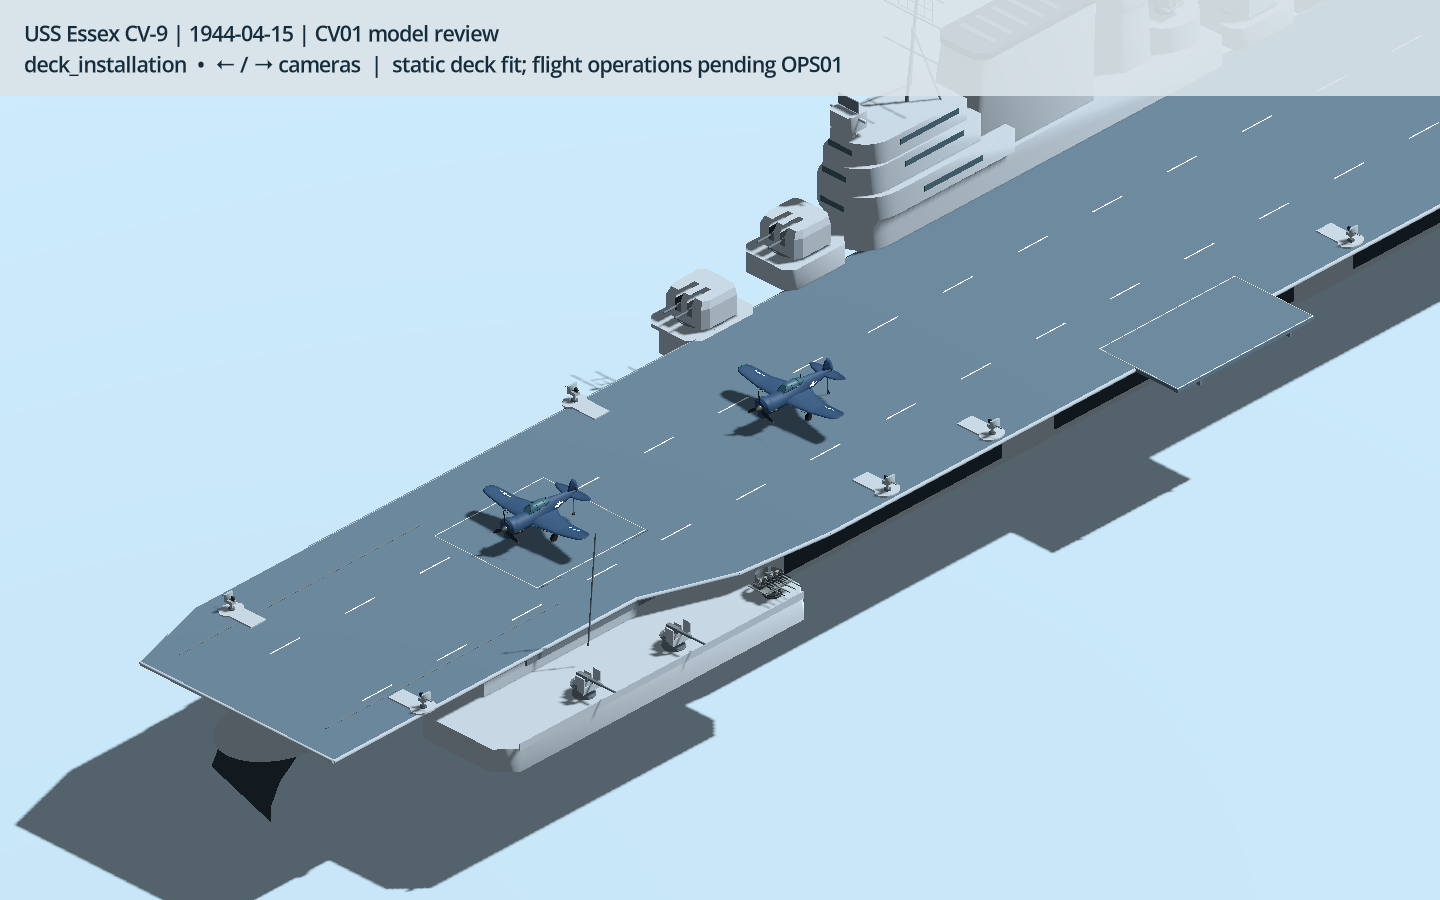 USS Essex CV-9 | 1944-04-15 | CV01 model review
deck_installation • ← / → cameras | static deck fit; flight operations pending OPS01